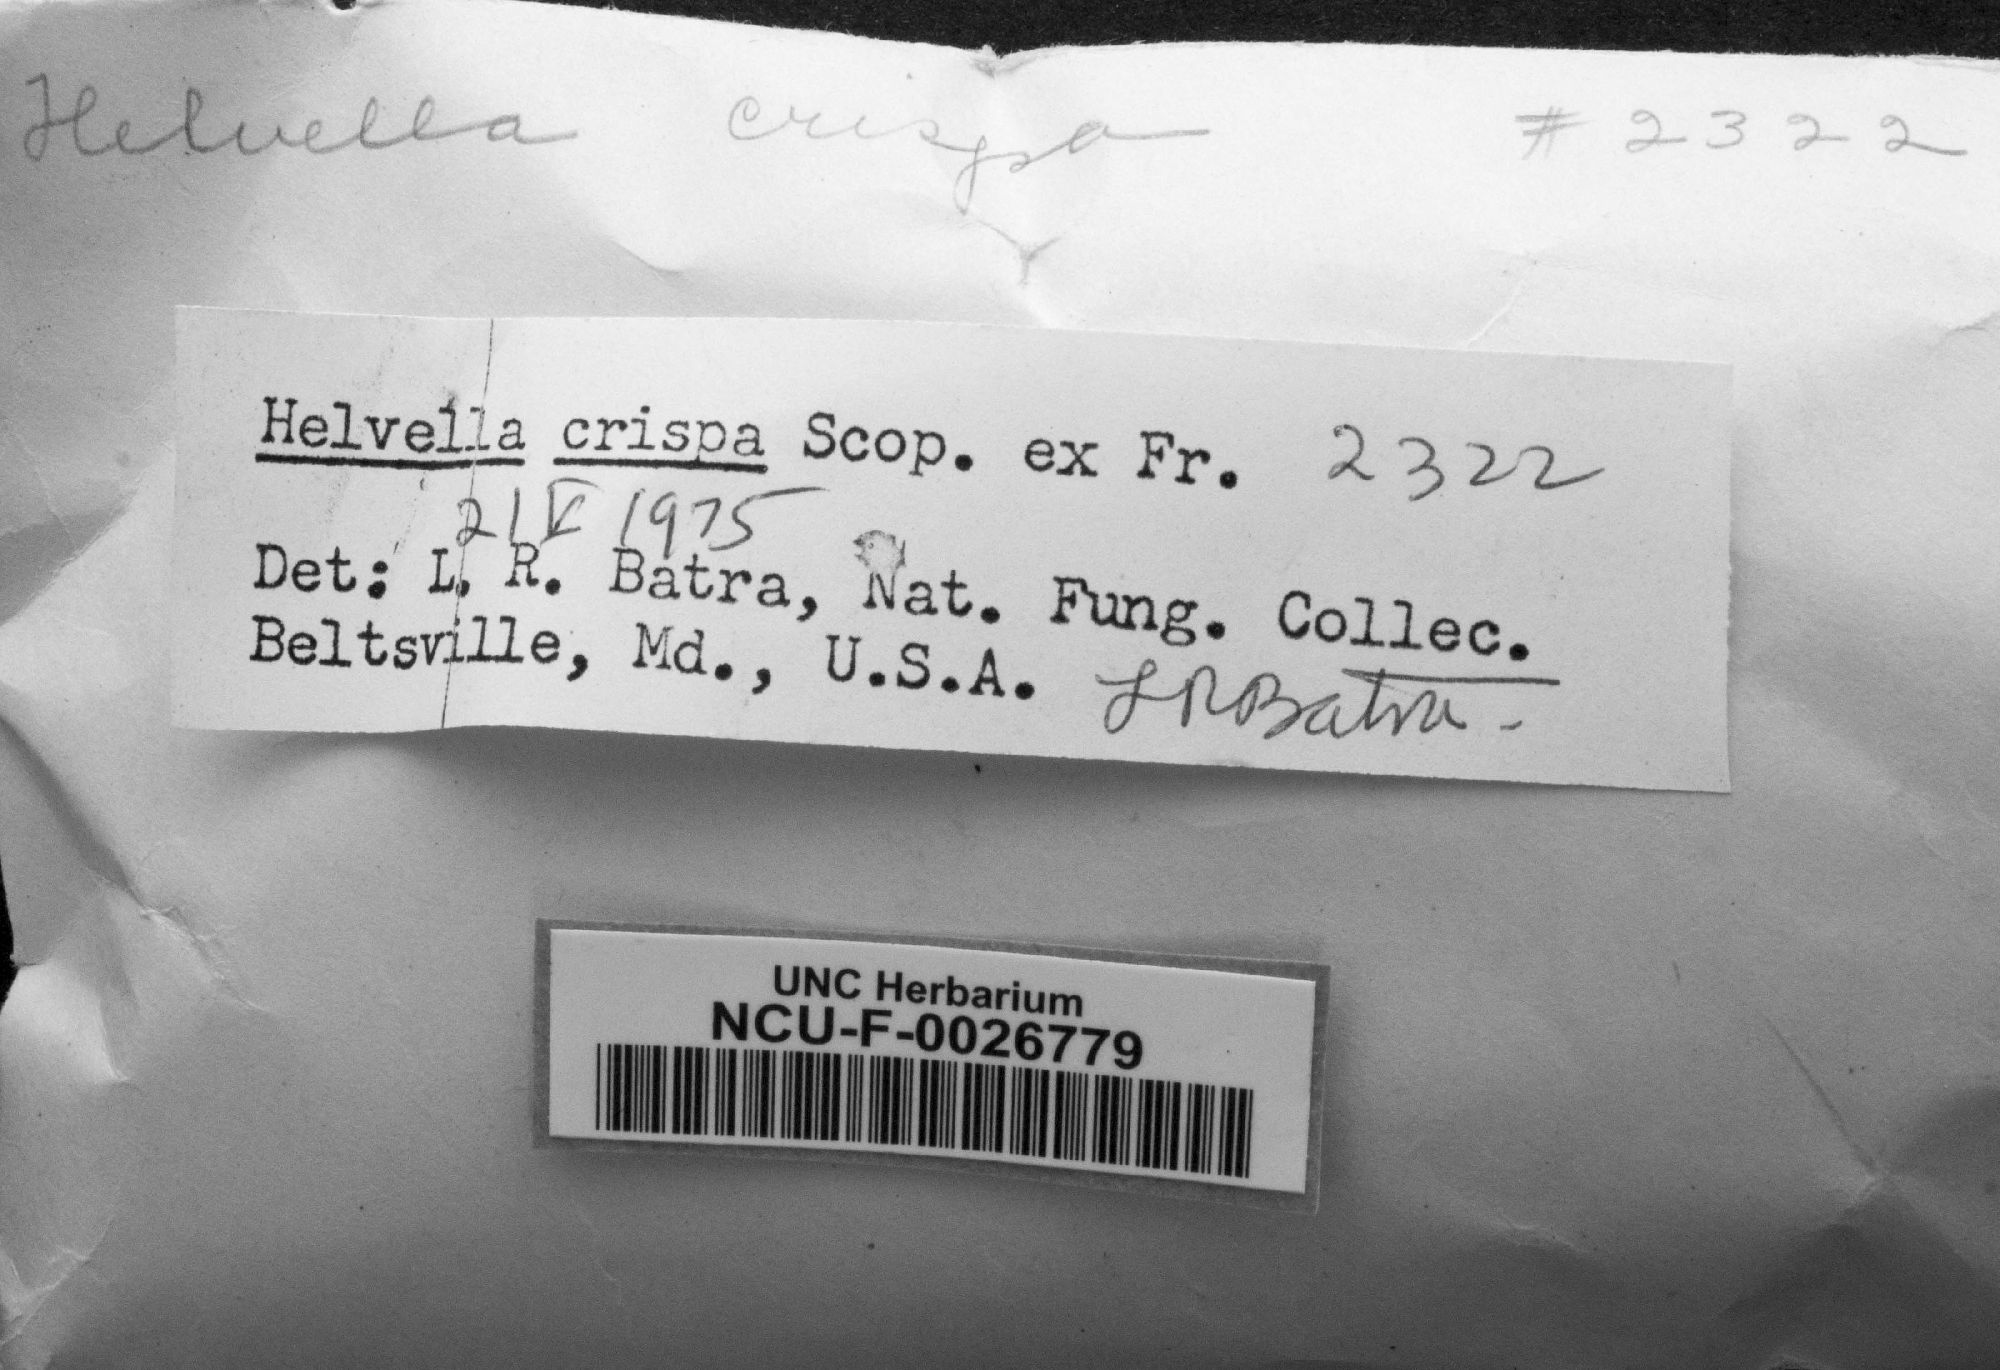 Helvella crispa # 2322
Helvella crispa Scop. ex Fr. 2322
21 V 1975
Det: L. R. Batra, Nat. Fung. Collec.
Beltsville, Md., U.S.A. LRBatra
UNC Herbarium
NCU-F-0026779